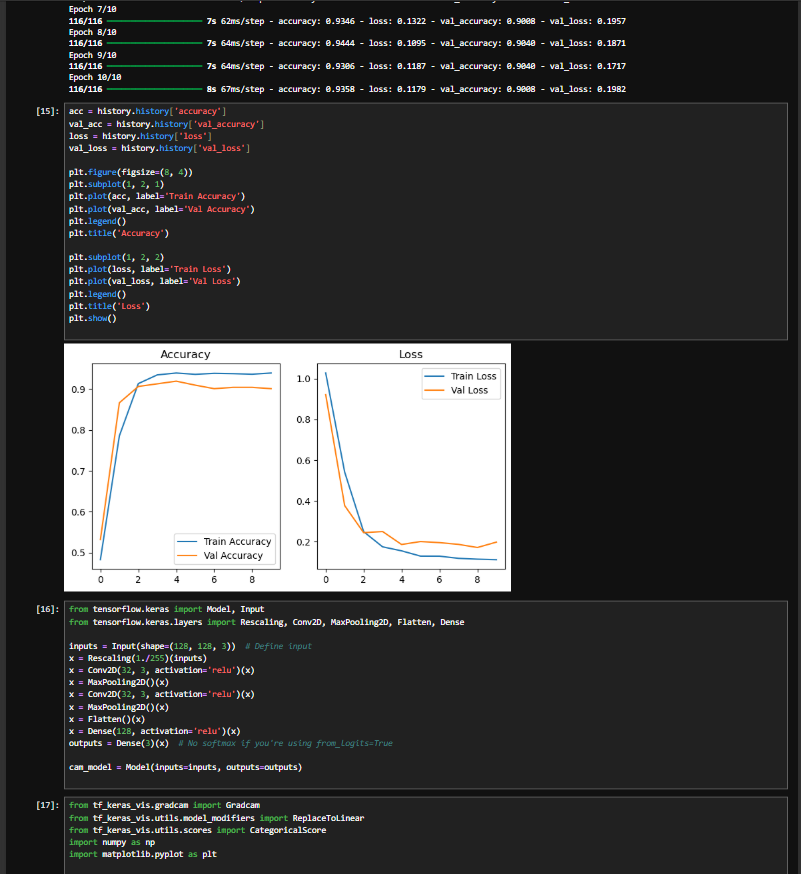 Epoch 7/10
116/116 ━━━━━━━━━━━━━━━━━━━━ 7s 62ms/step - accuracy: 0.9346 - loss: 0.1322 - val_accuracy: 0.9008 - val_loss: 0.1957
Epoch 8/10
116/116 ━━━━━━━━━━━━━━━━━━━━ 7s 64ms/step - accuracy: 0.9444 - loss: 0.1095 - val_accuracy: 0.9040 - val_loss: 0.1871
Epoch 9/10
116/116 ━━━━━━━━━━━━━━━━━━━━ 7s 64ms/step - accuracy: 0.9306 - loss: 0.1187 - val_accuracy: 0.9040 - val_loss: 0.1717
Epoch 10/10
116/116 ━━━━━━━━━━━━━━━━━━━━ 8s 67ms/step - accuracy: 0.9358 - loss: 0.1179 - val_accuracy: 0.9008 - val_loss: 0.1982
[15]:
acc = history.history['accuracy']
val_acc = history.history['val_accuracy']
loss = history.history['loss']
val_loss = history.history['val_loss']
plt.figure(figsize=(8, 4))
plt.subplot(1, 2, 1)
plt.plot(acc, label='Train Accuracy')
plt.plot(val_acc, label='Val Accuracy')
plt.legend()
plt.title('Accuracy')
plt.subplot(1, 2, 2)
plt.plot(loss, label='Train Loss')
plt.plot(val_loss, label='Val Loss')
plt.legend()
plt.title('Loss')
plt.show()
Accuracy
0.9
0.8
0.7
0.6
0.5
Train Accuracy
Val Accuracy
0 2 4 6 8
Loss
1.0
0.8
0.6
0.4
0.2
Train Loss
Val Loss
0 2 4 6 8
[16]:
from tensorflow.keras import Model, Input
from tensorflow.keras.layers import Rescaling, Conv2D, MaxPooling2D, Flatten, Dense
inputs = Input(shape=(128, 128, 3))  # Define input
x = Rescaling(1./255)(inputs)
x = Conv2D(32, 3, activation='relu')(x)
x = MaxPooling2D()(x)
x = Conv2D(32, 3, activation='relu')(x)
x = MaxPooling2D()(x)
x = Flatten()(x)
x = Dense(128, activation='relu')(x)
outputs = Dense(3)(x)  # No softmax if you're using from_logits=True
cam_model = Model(inputs=inputs, outputs=outputs)
[17]:
from tf_keras_vis.gradcam import Gradcam
from tf_keras_vis.utils.model_modifiers import ReplaceToLinear
from tf_keras_vis.utils.scores import CategoricalScore
import numpy as np
import matplotlib.pyplot as plt